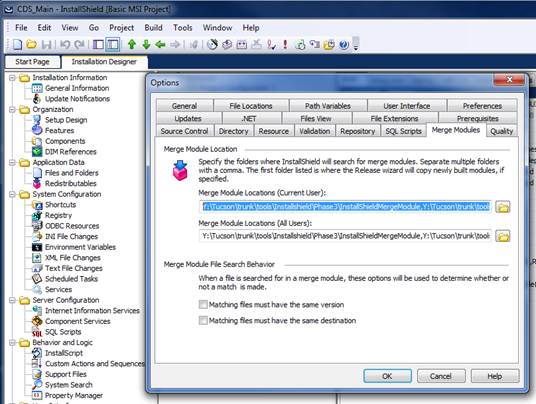 CDS_Main - InstallShield [Basic MSI Project]
File Edit View Go Project Build Tools Window Help
Start Page Installation Designer
Installation Information
General Information
Update Notifications
Organization
Setup Design
Features
Components
DIM References
Application Data
Files and Folders
Redistributables
System Configuration
Shortcuts
Registry
ODBC Resources
INI File Changes
Environment Variables
XML File Changes
Text File Changes
Scheduled Tasks
Services
Server Configuration
Internet Information Services
Component Services
SQL Scripts
Behavior and Logic
InstallScript
Custom Actions and Sequences
Support Files
System Search
Property Manager
Options
General File Locations Path Variables User Interface Preferences
Updates .NET Files View File Extensions Prerequisites
Source Control Directory Resource Validation Repository SQL Scripts Merge Modules Quality
Merge Module Location
Specify the folders where InstallShield will search for merge modules. Separate multiple folders
with a comma. The first folder listed is where the Release wizard will copy newly built modules, if
specified.
Merge Module Locations (Current User):
Y:\Tucson\trunk\tools\Installshield\Phase3\InstallShieldMergeModule,Y:\Tucson\trunk\tools
Merge Module Locations (All Users):
Y:\Tucson\trunk\tools\Installshield\Phase3\InstallShieldMergeModule,Y:\Tucson\trunk\tools
Merge Module File Search Behavior
When a file is searched for in a merge module, these options will be used to determine whether or
not a match is made.
Matching files must have the same version
Matching files must have the same destination
OK Cancel Help